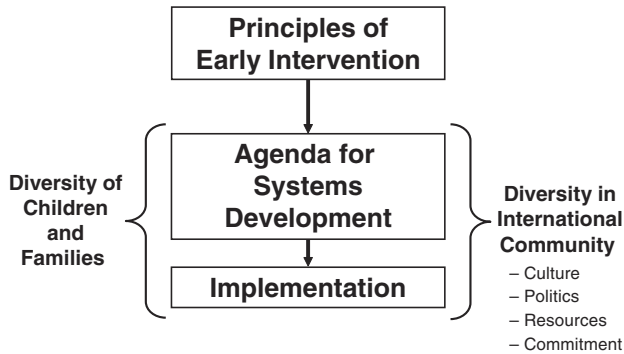 Principles of
Early Intervention
Agenda for
Systems
Development
Implementation
Diversity of
Children
and
Families
Diversity in
International
Community
– Culture
– Politics
– Resources
– Commitment